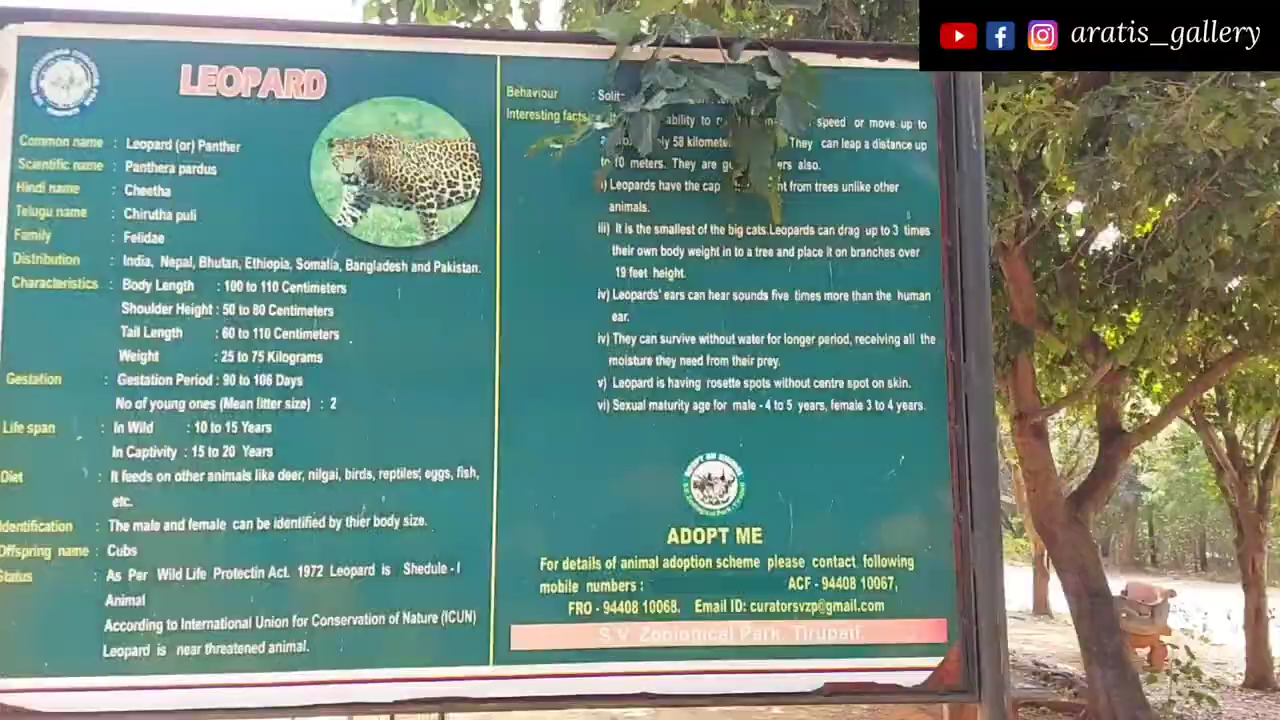 aratis_gallery
LEOPARD
Common name : Leopard (or) Panther
Scientific name : Panthera pardus
Hindi name : Cheetha
Telugu name : Chirutha puli
Family : Felidae
Distribution : India, Nepal, Bhutan, Ethiopia, Somalia, Bangladesh and Pakistan.
Characteristics : Body Length : 100 to 110 Centimeters
Shoulder Height : 50 to 80 Centimeters
Tail Length : 60 to 110 Centimeters
Weight : 25 to 75 Kilograms
Gestation : Gestation Period : 90 to 106 Days
No of young ones (Mean litter size) : 2
Life span : In Wild : 10 to 15 Years
In Captivity : 15 to 20 Years
Diet : It feeds on other animals like deer, nilgai, birds, reptiles, eggs, fish,
etc.
Identification : The male and female can be identified by thier body size.
Offspring name : Cubs
Status : As Per Wild Life Protectin Act. 1972 Leopard is Shedule - I
Animal
According to International Union for Conservation of Nature (ICUN)
Leopard is near threatened animal.
Behaviour :
Interesting facts
ability to speed or move up to
58 They can leap a distance up
to 10 meters. They are also.
Leopards have the from trees unlike other
animals.
iii) It is the smallest of the big cats.Leopards can drag up to 3 times
their own body weight in to a tree and place it on branches over
19 feet height.
iv) Leopards' ears can hear sounds five times more than the human
ear.
iv) They can survive without water for longer period, receiving all the
moisture they need from their prey.
v) Leopard is having rosette spots without centre spot on skin.
vi) Sexual maturity age for male - 4 to 5 years, female 3 to 4 years.
ADOPT ME
For details of animal adoption scheme please contact following
mobile numbers : ACF - 94408 10067,
FRO - 94408 10068. Email ID: curatorsvzp@gmail.com
S.V. Zoological Park, Tirupati.